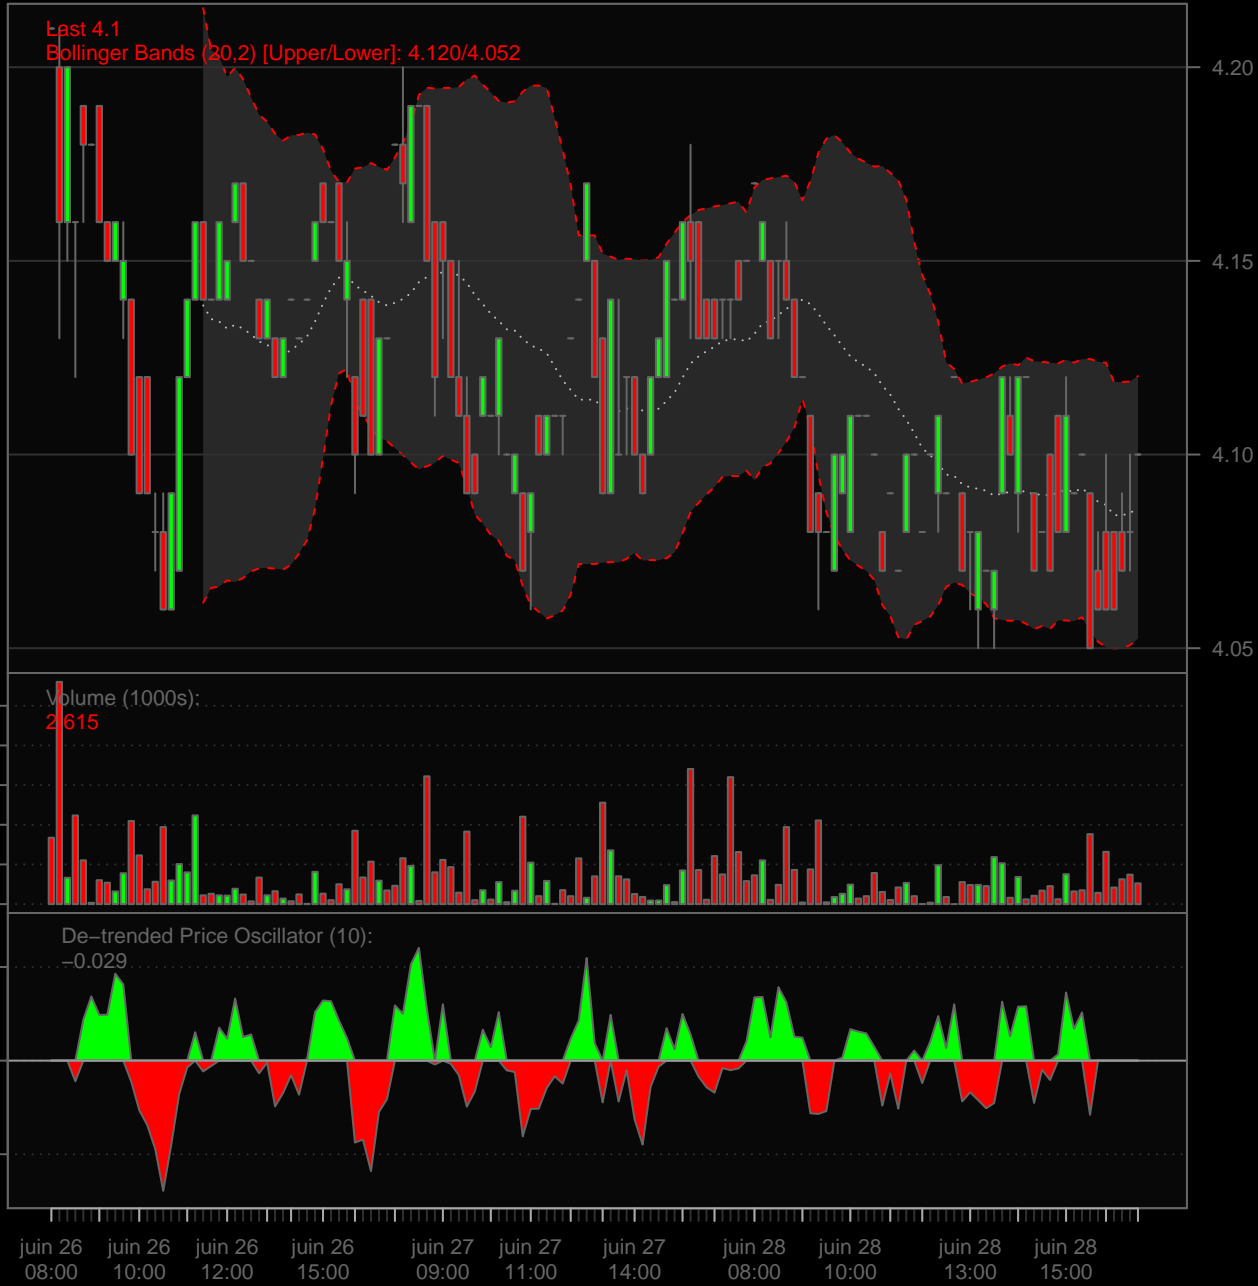 Last 4.1
Bollinger Bands (20,2) [Upper/Lower]: 4.120/4.052
4.20
4.15
4.10
4.05
Volume (1000s):
2.615
De−trended Price Oscillator (10):
−0.029
juin 26 juin 26 juin 26 juin 26 juin 27 juin 27 juin 27 juin 28 juin 28 juin 28 juin 28
08:00 10:00 12:00 15:00 09:00 11:00 14:00 08:00 10:00 13:00 15:00